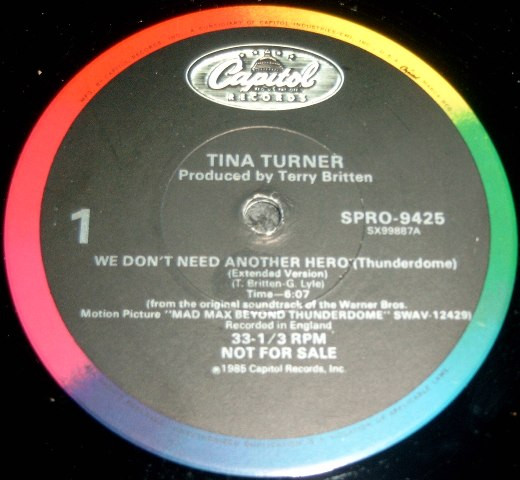 Capitol
RECORDS
TINA TURNER
Produced by Terry Britten
1
SPRO-9425
SX99887A
WE DON'T NEED ANOTHER HERO (Thunderdome)
(Extended Version)
(T. Britten-G. Lyle)
Time—6:07
(from the original soundtrack of the Warner Bros.
Motion Picture "MAD MAX BEYOND THUNDERDOME" SWAV-12429)
Recorded in England
33-1/3 RPM
NOT FOR SALE
℗1985 Capitol Records, Inc.